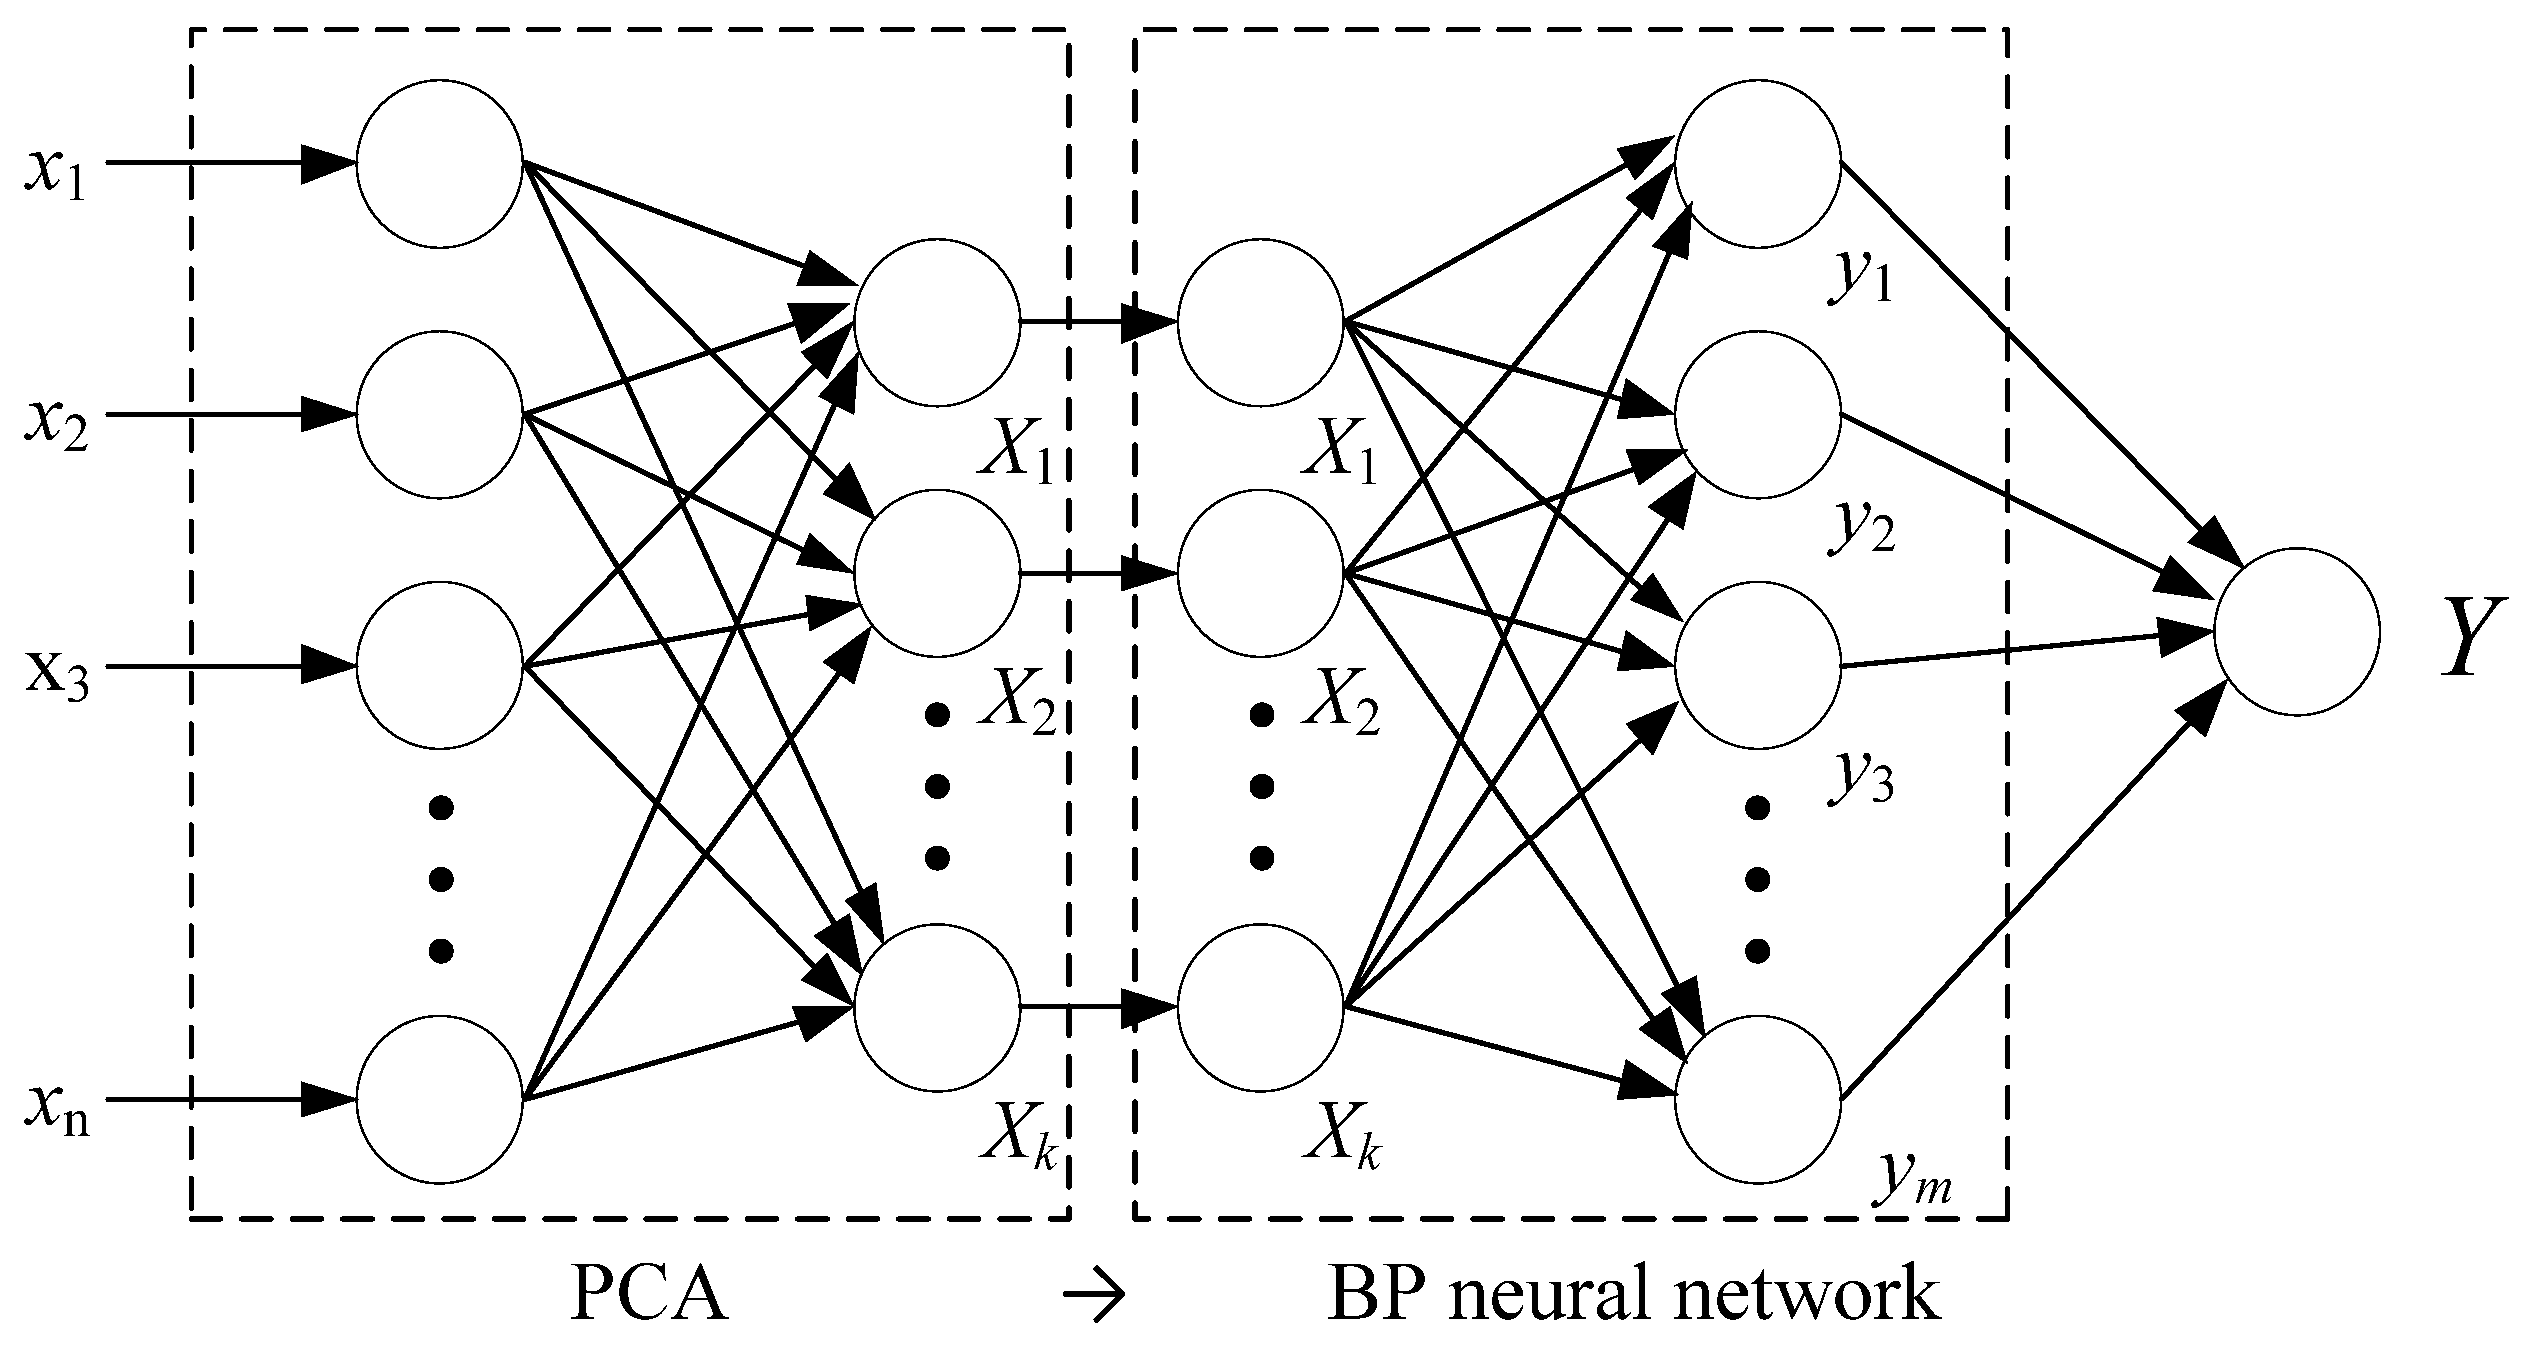 x1
x2
x3
xn
X1
X2
Xk
X1
X2
Xk
y1
y2
y3
ym
Y
PCA → BP neural network